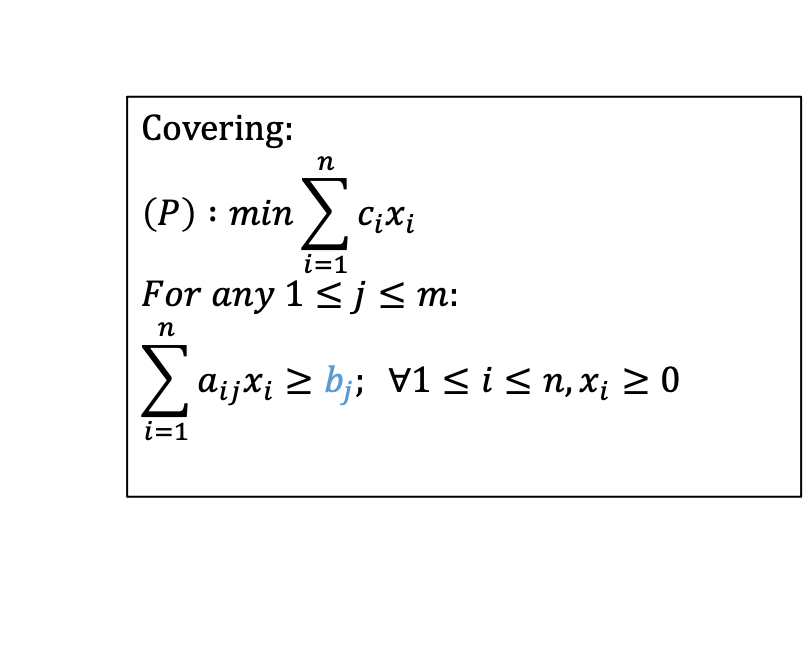 Covering:
(P) : min ∑_{i=1}^{n} c_i x_i
For any 1 ≤ j ≤ m:
∑_{i=1}^{n} a_{ij} x_i ≥ b_j; ∀1 ≤ i ≤ n, x_i ≥ 0